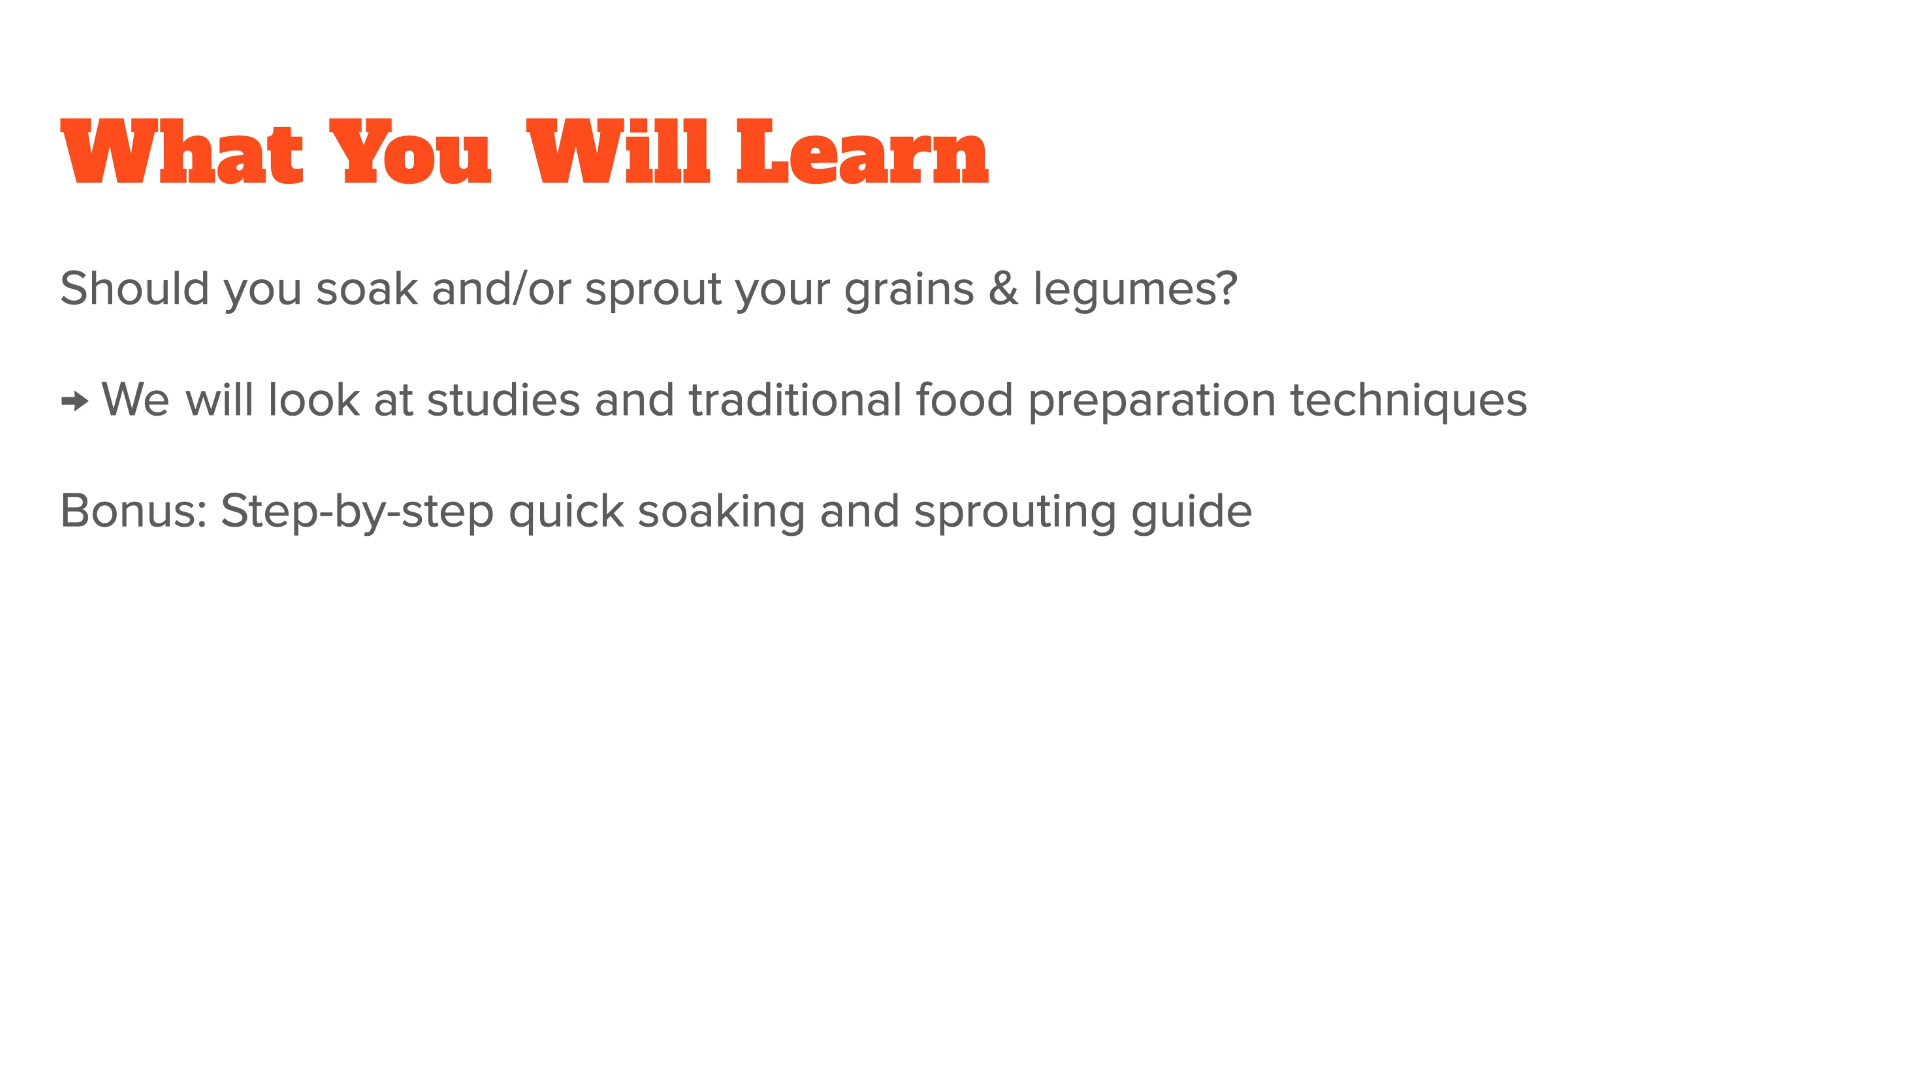 What You Will Learn
Should you soak and/or sprout your grains & legumes?
➞ We will look at studies and traditional food preparation techniques
Bonus: Step-by-step quick soaking and sprouting guide